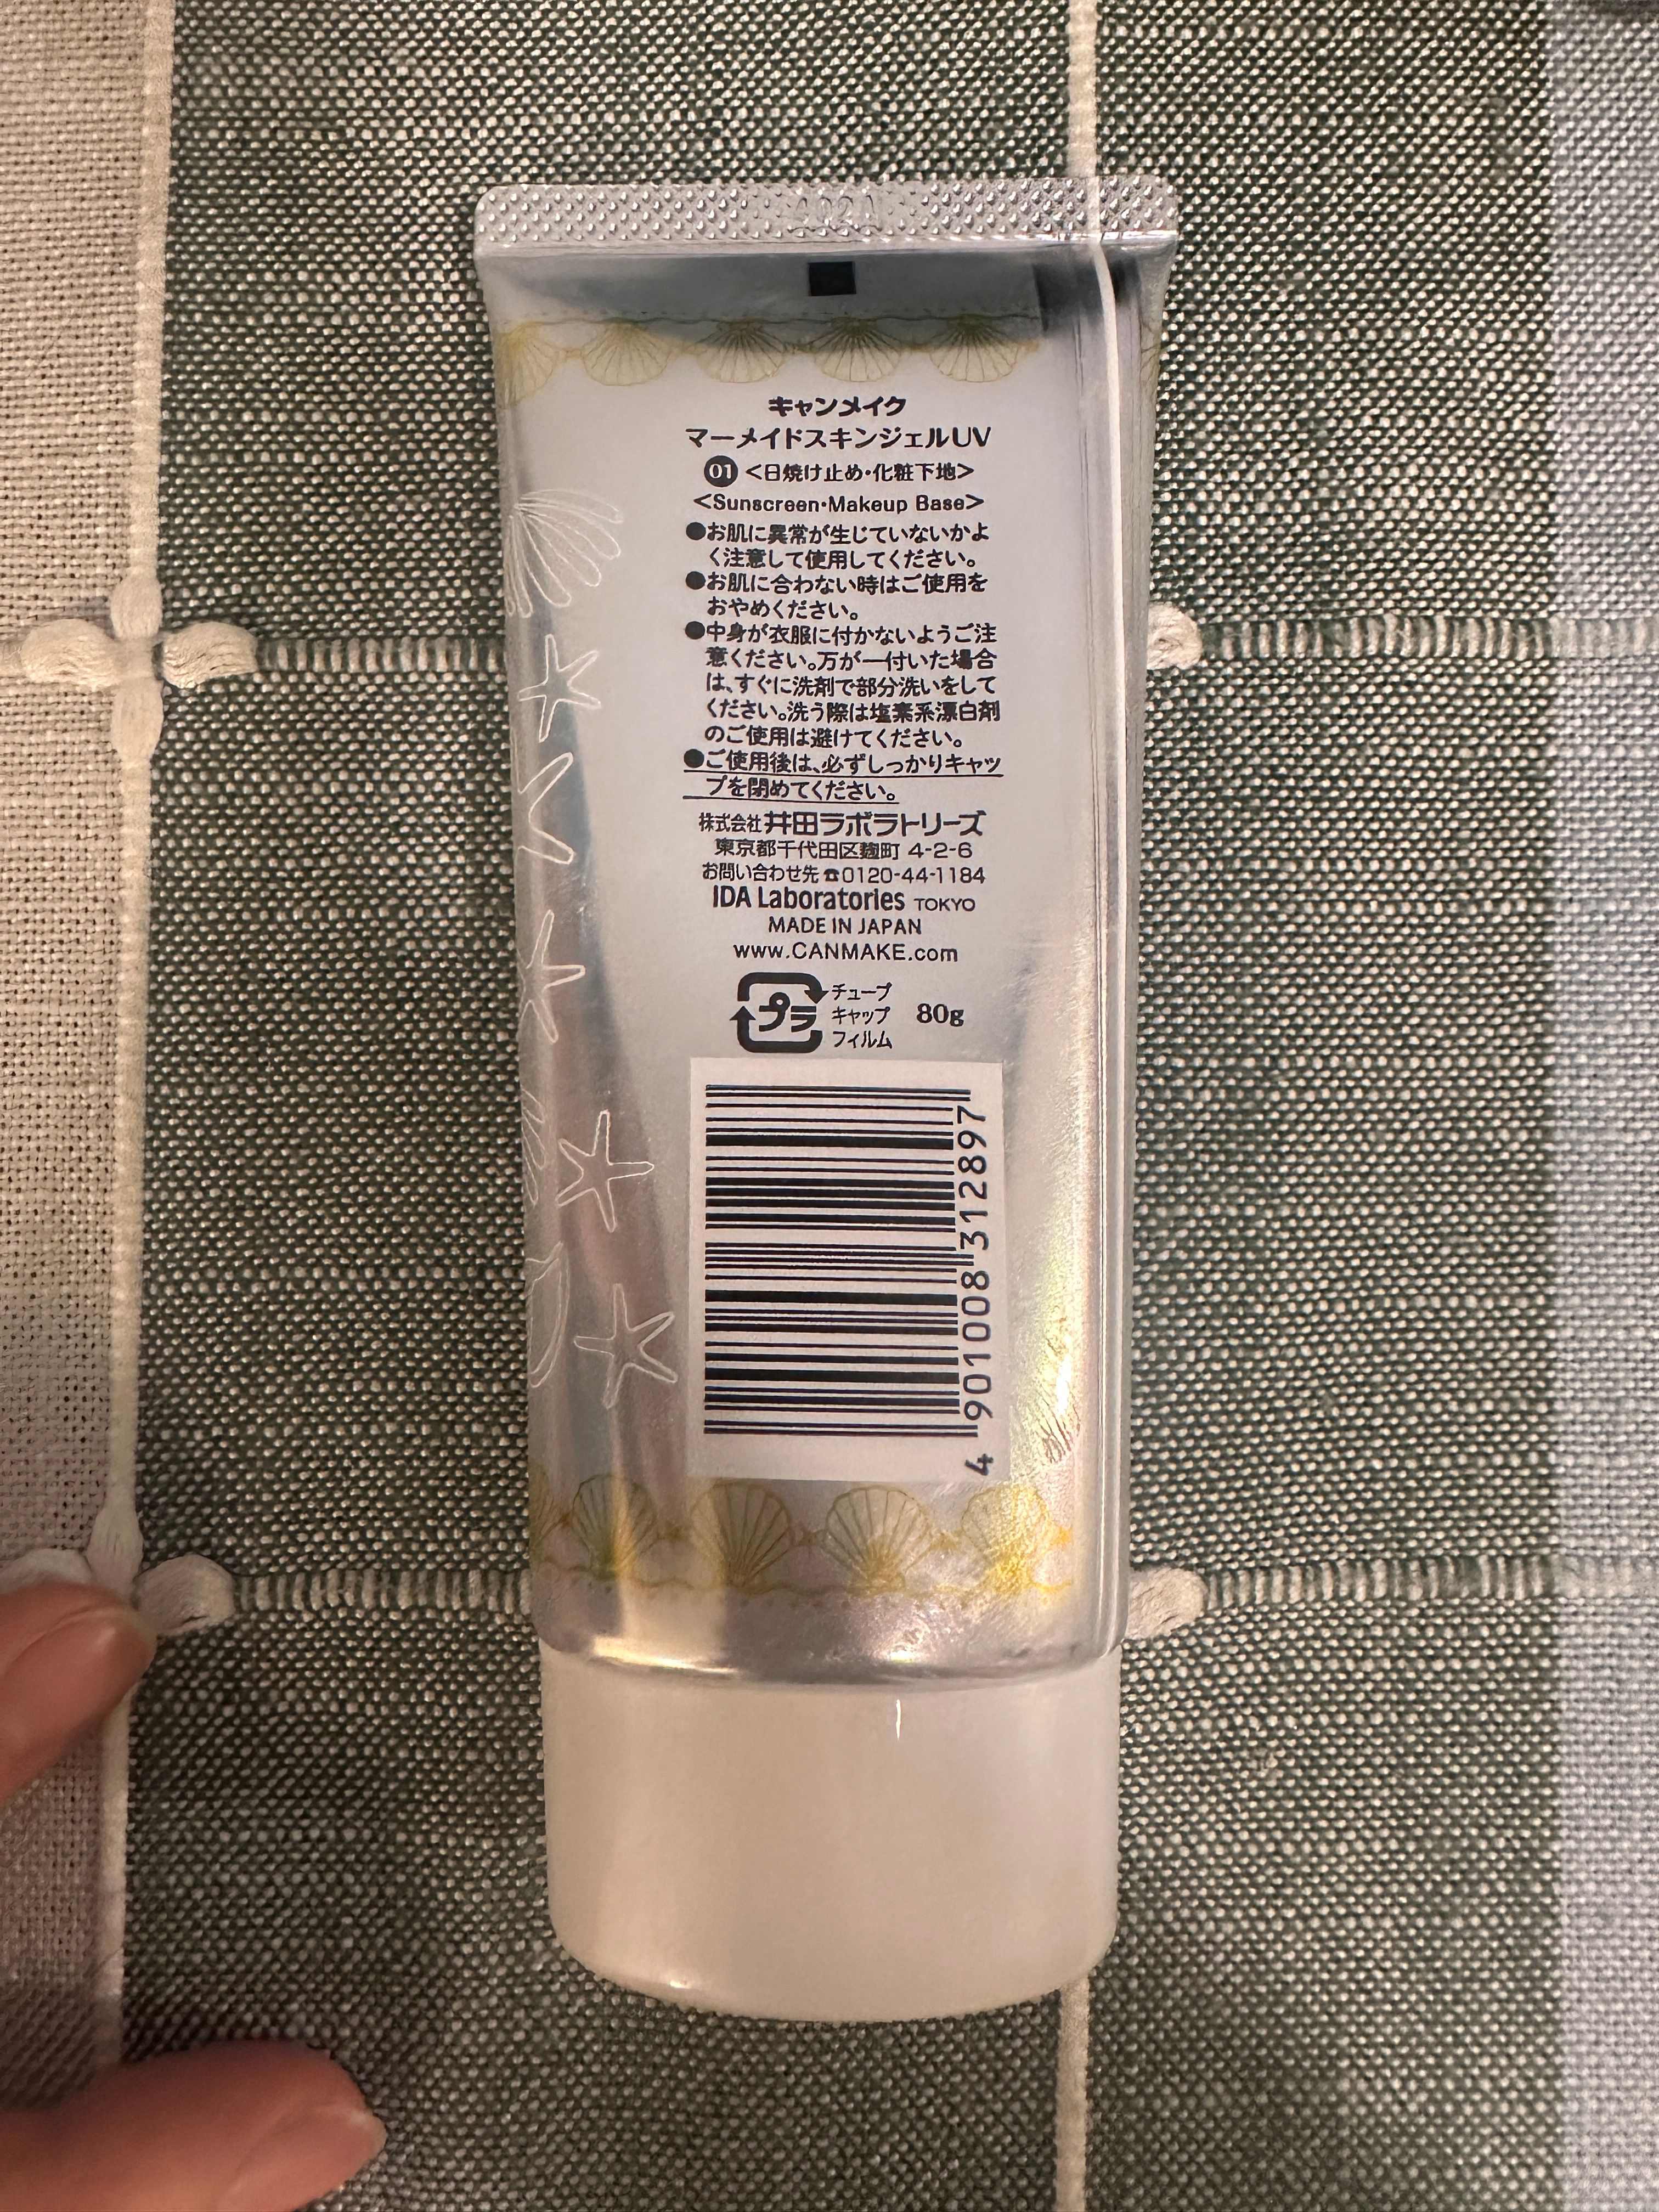 キャンメイク
マーメイドスキンジェルUV
01 <日焼け止め・化粧下地>
<Sunscreen・Makeup Base>
●お肌に異常が生じていないかよ
く注意して使用してください。
●お肌に合わない時はご使用を
おやめください。
●中身が衣服に付かないようご注
意ください。万が一付いた場合
は、すぐに洗剤で部分洗いをして
ください。洗う際は塩素系漂白剤
のご使用は避けてください。
●ご使用後は、必ずしっかりキャッ
プを閉めてください。
株式会社 井田ラボラトリーズ
東京都千代田区麹町 4-2-6
お問い合わせ先 ☎0120-44-1184
IDA Laboratories TOKYO
MADE IN JAPAN
www.CANMAKE.com
プラ
チューブ
キャップ
フィルム
80g
4 901008 312897